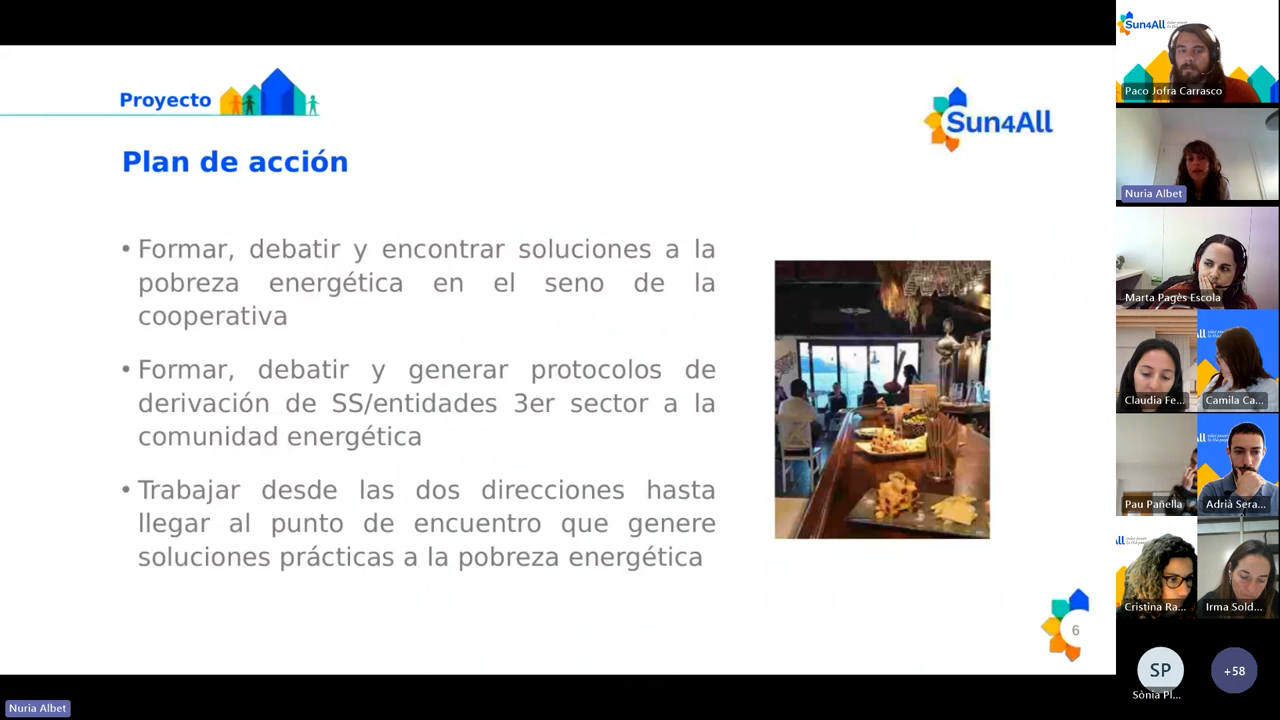 Proyecto
Sun4All
Plan de acción
• Formar, debatir y encontrar soluciones a la
pobreza energética en el seno de la
cooperativa
• Formar, debatir y generar protocolos de
derivación de SS/entidades 3er sector a la
comunidad energética
• Trabajar desde las dos direcciones hasta
llegar al punto de encuentro que genere
soluciones prácticas a la pobreza energética
6
Nuria Albet
Sun4All
Paco Jofra Carrasco
Nuria Albet
Marta Pagès Escola
Claudia Fe...
Camila Ca...
Pau Pañella
Adrià Sera...
Cristina Ra...
Irma Sold...
SP
Sònia Pl...
+58